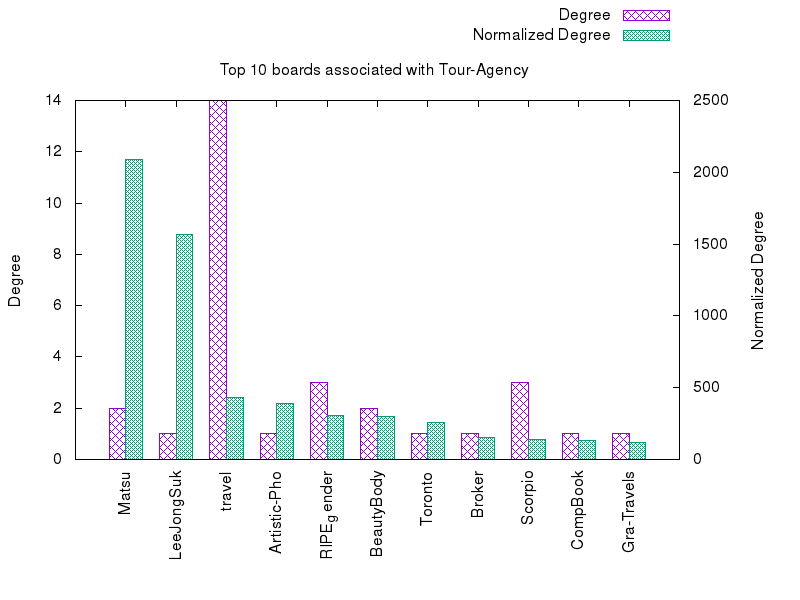 Degree
Normalized Degree
Top 10 boards associated with Tour-Agency
14
12
10
8
6
4
2
0
2500
2000
1500
1000
500
0
Degree
Normalized Degree
Matsu
LeeJongSuk
travel
Artistic-Pho
RIPEg ender
BeautyBody
Toronto
Broker
Scorpio
CompBook
Gra-Travels